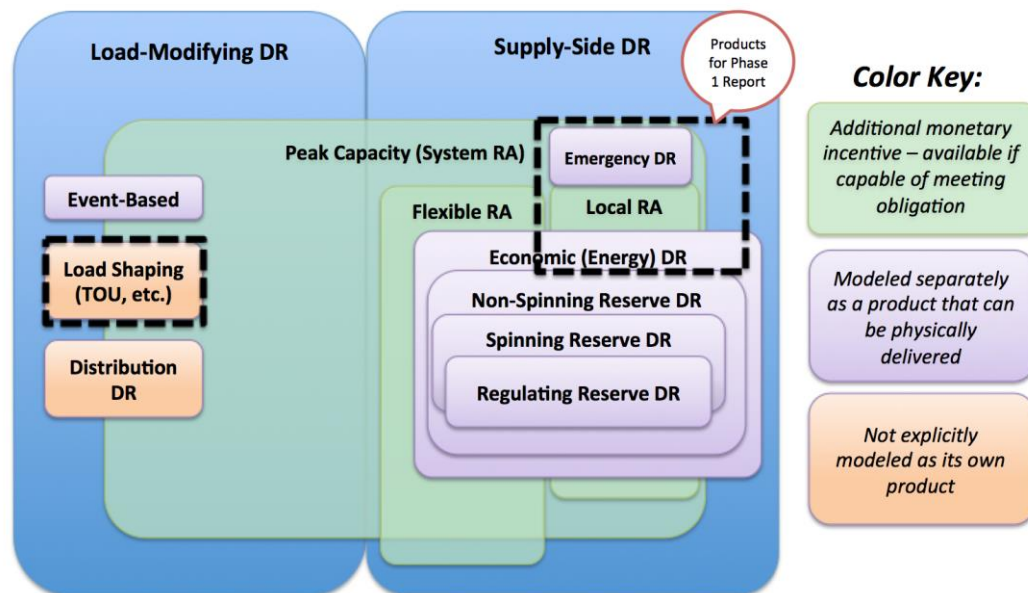 Load-Modifying DR
Supply-Side DR
Products
for Phase
1 Report
Peak Capacity (System RA)
Emergency DR
Event-Based
Flexible RA
Local RA
Load Shaping
(TOU, etc.)
Economic (Energy) DR
Non-Spinning Reserve DR
Spinning Reserve DR
Distribution
DR
Regulating Reserve DR
Color Key:
Additional monetary
incentive – available if
capable of meeting
obligation
Modeled separately
as a product that can
be physically
delivered
Not explicitly
modeled as its own
product